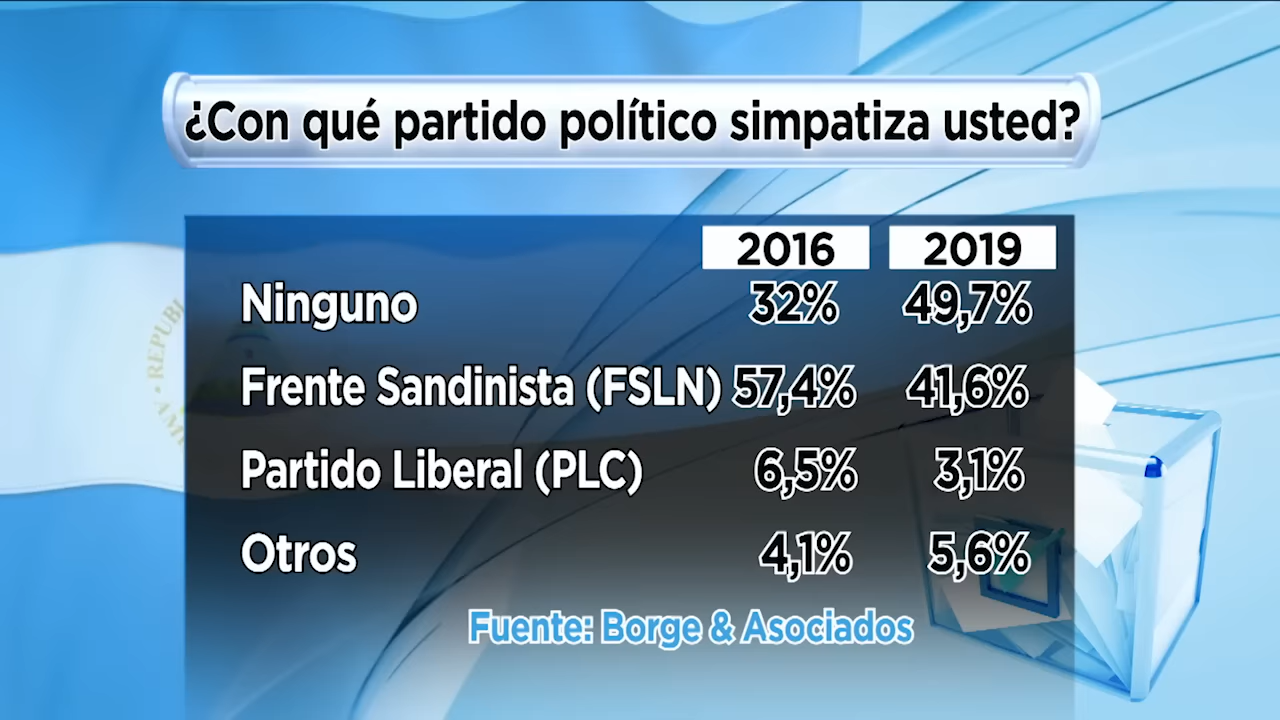 ¿Con qué partido político simpatiza usted?
2016 2019
Ninguno 32% 49,7%
Frente Sandinista (FSLN) 57,4% 41,6%
Partido Liberal (PLC) 6,5% 3,1%
Otros 4,1% 5,6%
Fuente: Borge & Asociados